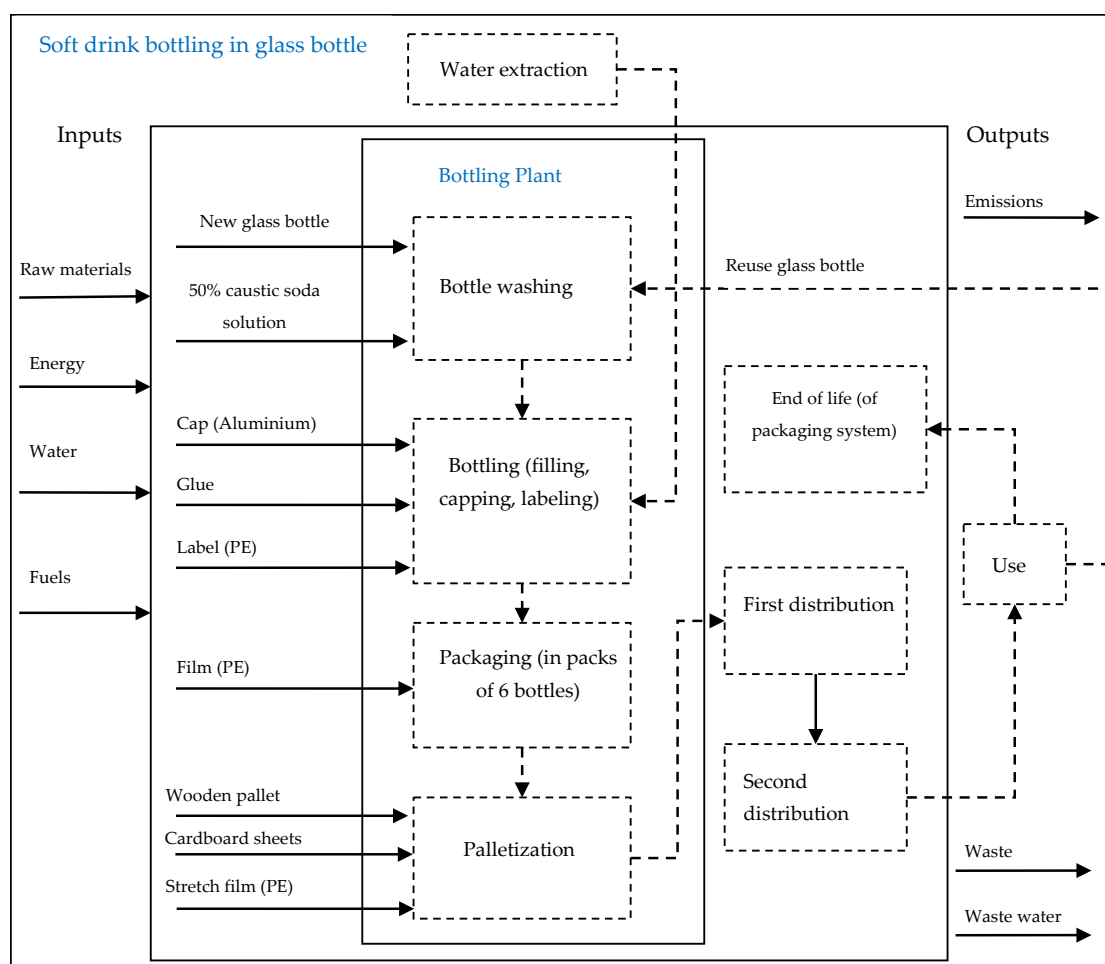 Soft drink bottling in glass bottle
Water extraction
Inputs
Outputs
Bottling Plant
New glass bottle
Emissions
Raw materials
Reuse glass bottle
50% caustic soda
solution
Bottle washing
Energy
End of life (of
packaging system)
Cap (Aluminium)
Water
Bottling (filling,
capping, labeling)
Glue
Label (PE)
Use
Fuels
First distribution
Packaging (in packs
of 6 bottles)
Film (PE)
Second
distribution
Wooden pallet
Cardboard sheets
Palletization
Stretch film (PE)
Waste
Waste water